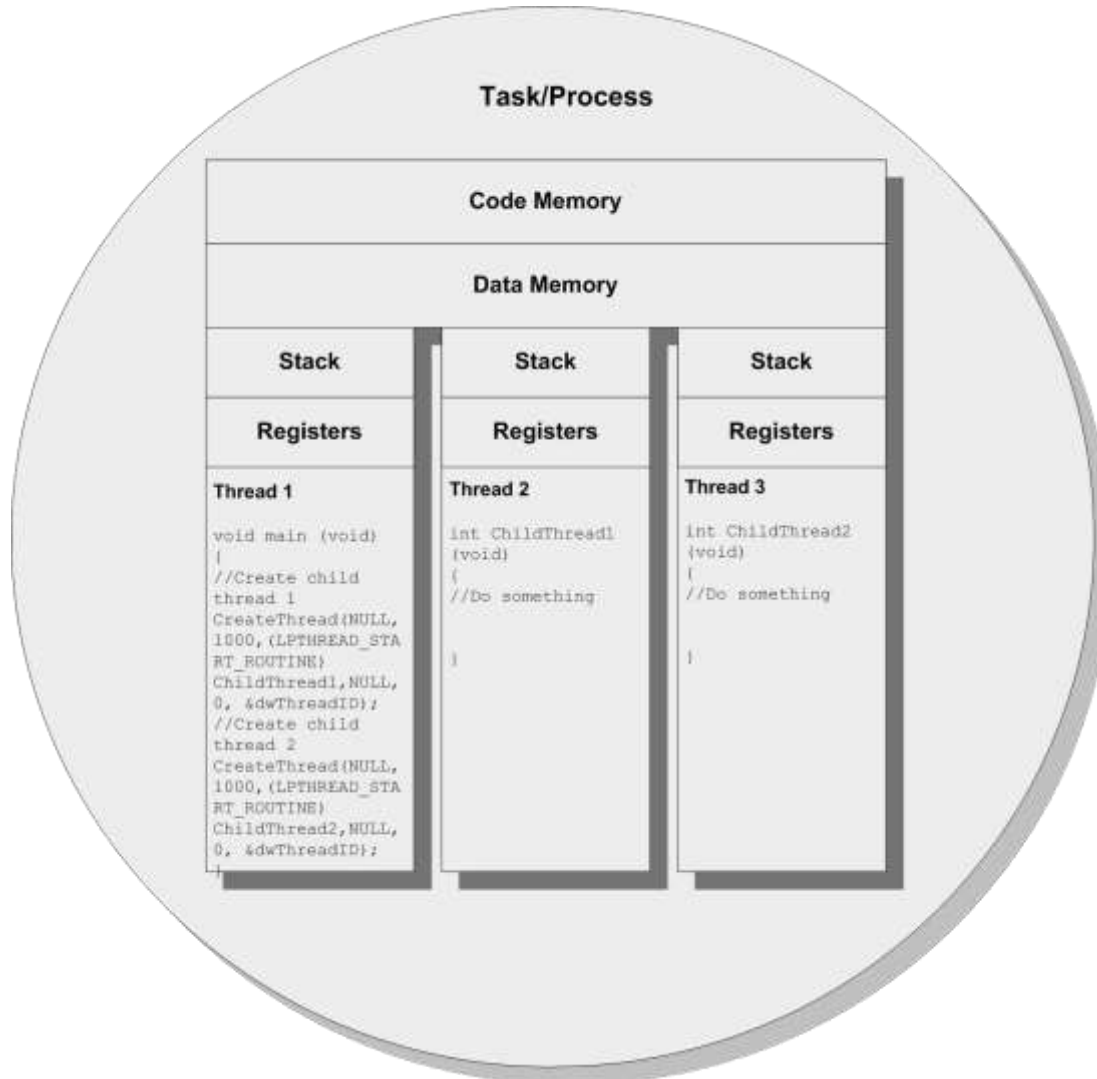 Task/Process
Code Memory
Data Memory
Stack
Registers
Thread 1
void main (void)
{
//Create child
thread 1
CreateThread(NULL,
1000,(LPTHREAD_STA
RT_ROUTINE)
ChildThread1,NULL,
0, &dwThreadID);
//Create child
thread 2
CreateThread(NULL,
1000,(LPTHREAD_STA
RT_ROUTINE)
ChildThread2,NULL,
0, &dwThreadID);
}
Stack
Registers
Thread 2
int ChildThread1
(void)
{
//Do something
}
Stack
Registers
Thread 3
int ChildThread2
(void)
{
//Do something
}